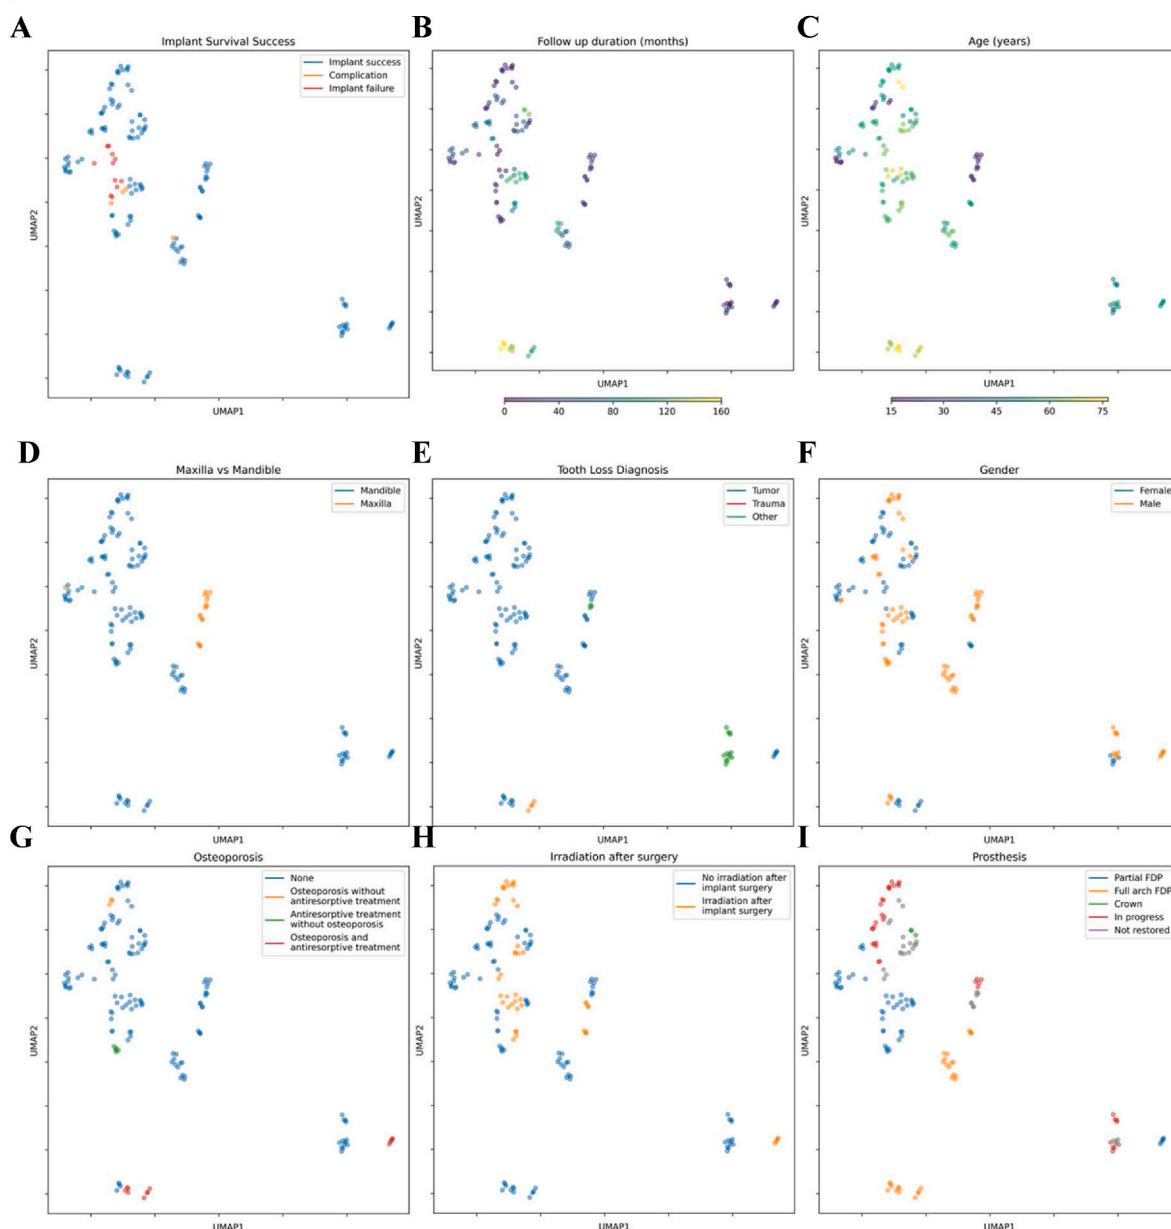 A
B
C
Implant Survival Success
Follow up duration (months)
Age (years)
Implant success
Complication
Implant failure
UMAP2
UMAP2
UMAP2
UMAP1
UMAP1
UMAP1
0 40 80 120 160
15 30 45 60 75
D
E
F
Maxilla vs Mandible
Tooth Loss Diagnosis
Gender
Mandible
Maxilla
Tumor
Trauma
Other
Female
Male
UMAP2
UMAP2
UMAP2
UMAP1
UMAP1
UMAP1
G
H
I
Osteoporosis
Irradiation after surgery
Prosthesis
None
Osteoporosis without
antiresorptive treatment
Antiresorptive treatment
without osteoporosis
Osteoporosis and
antiresorptive treatment
No irradiation after
implant surgery
Irradiation after
implant surgery
Partial FDP
Full arch FDP
Crown
In progress
Not restored
UMAP2
UMAP2
UMAP2
UMAP1
UMAP1
UMAP1